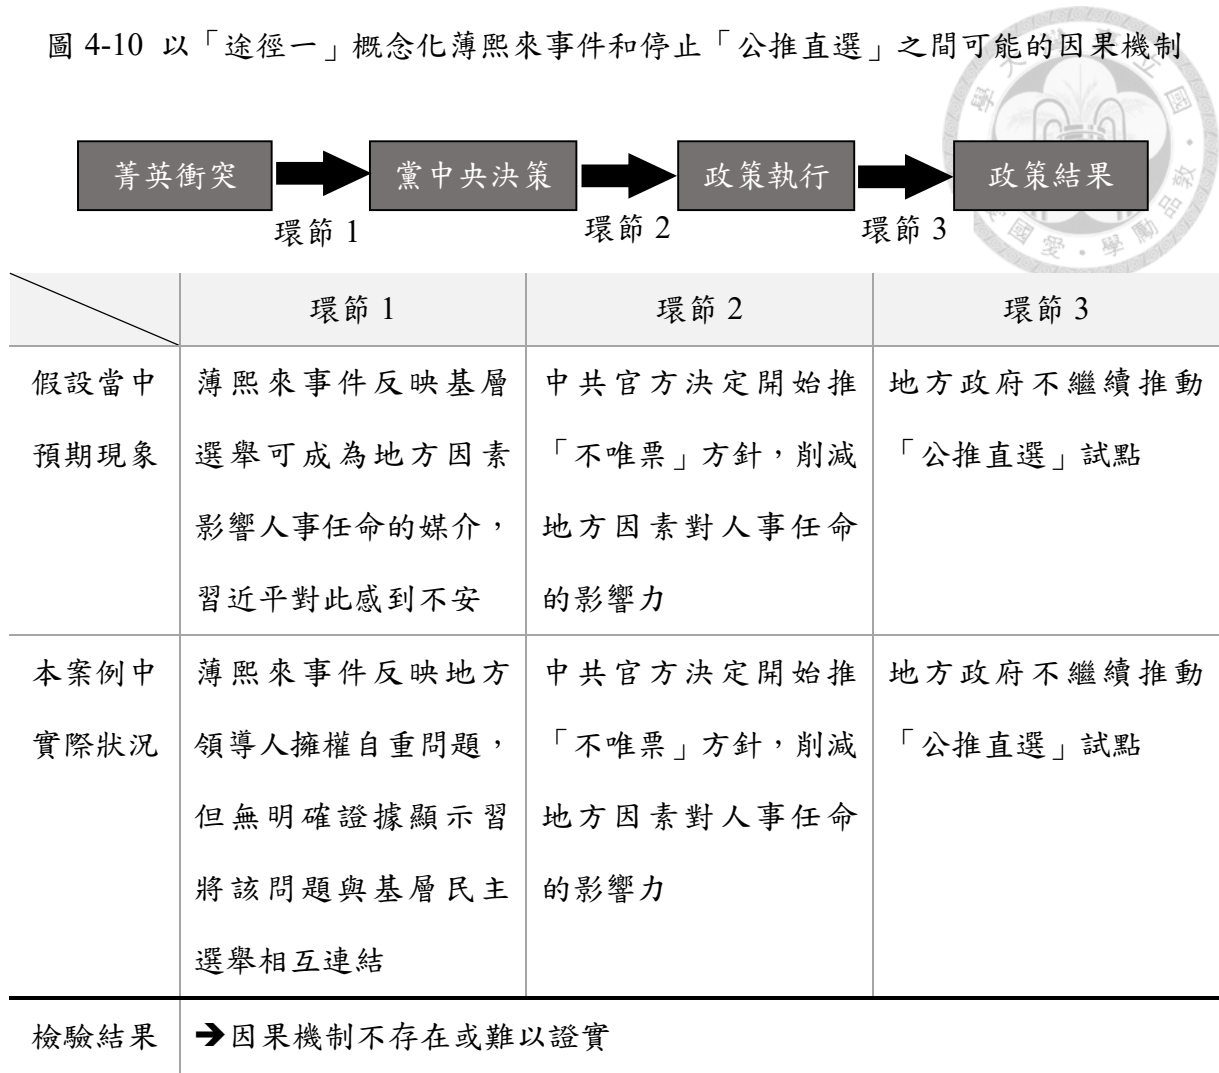 圖 4-10 以「途徑一」概念化薄熙來事件和停止「公推直選」之間可能的因果機制
菁英衝突 黨中央決策 政策執行 政策結果
環節 1 環節 2 環節 3
環節 1 環節 2 環節 3
假設當中
預期現象
薄熙來事件反映基層
選舉可成為地方因素
影響人事任命的媒介，
習近平對此感到不安
中共官方決定開始推
「不唯票」方針，削減
地方因素對人事任命
的影響力
地方政府不繼續推動
「公推直選」試點
本案例中
實際狀況
薄熙來事件反映地方
領導人擁權自重問題，
但無明確證據顯示習
將該問題與基層民主
選舉相互連結
中共官方決定開始推
「不唯票」方針，削減
地方因素對人事任命
的影響力
地方政府不繼續推動
「公推直選」試點
檢驗結果
➔因果機制不存在或難以證實